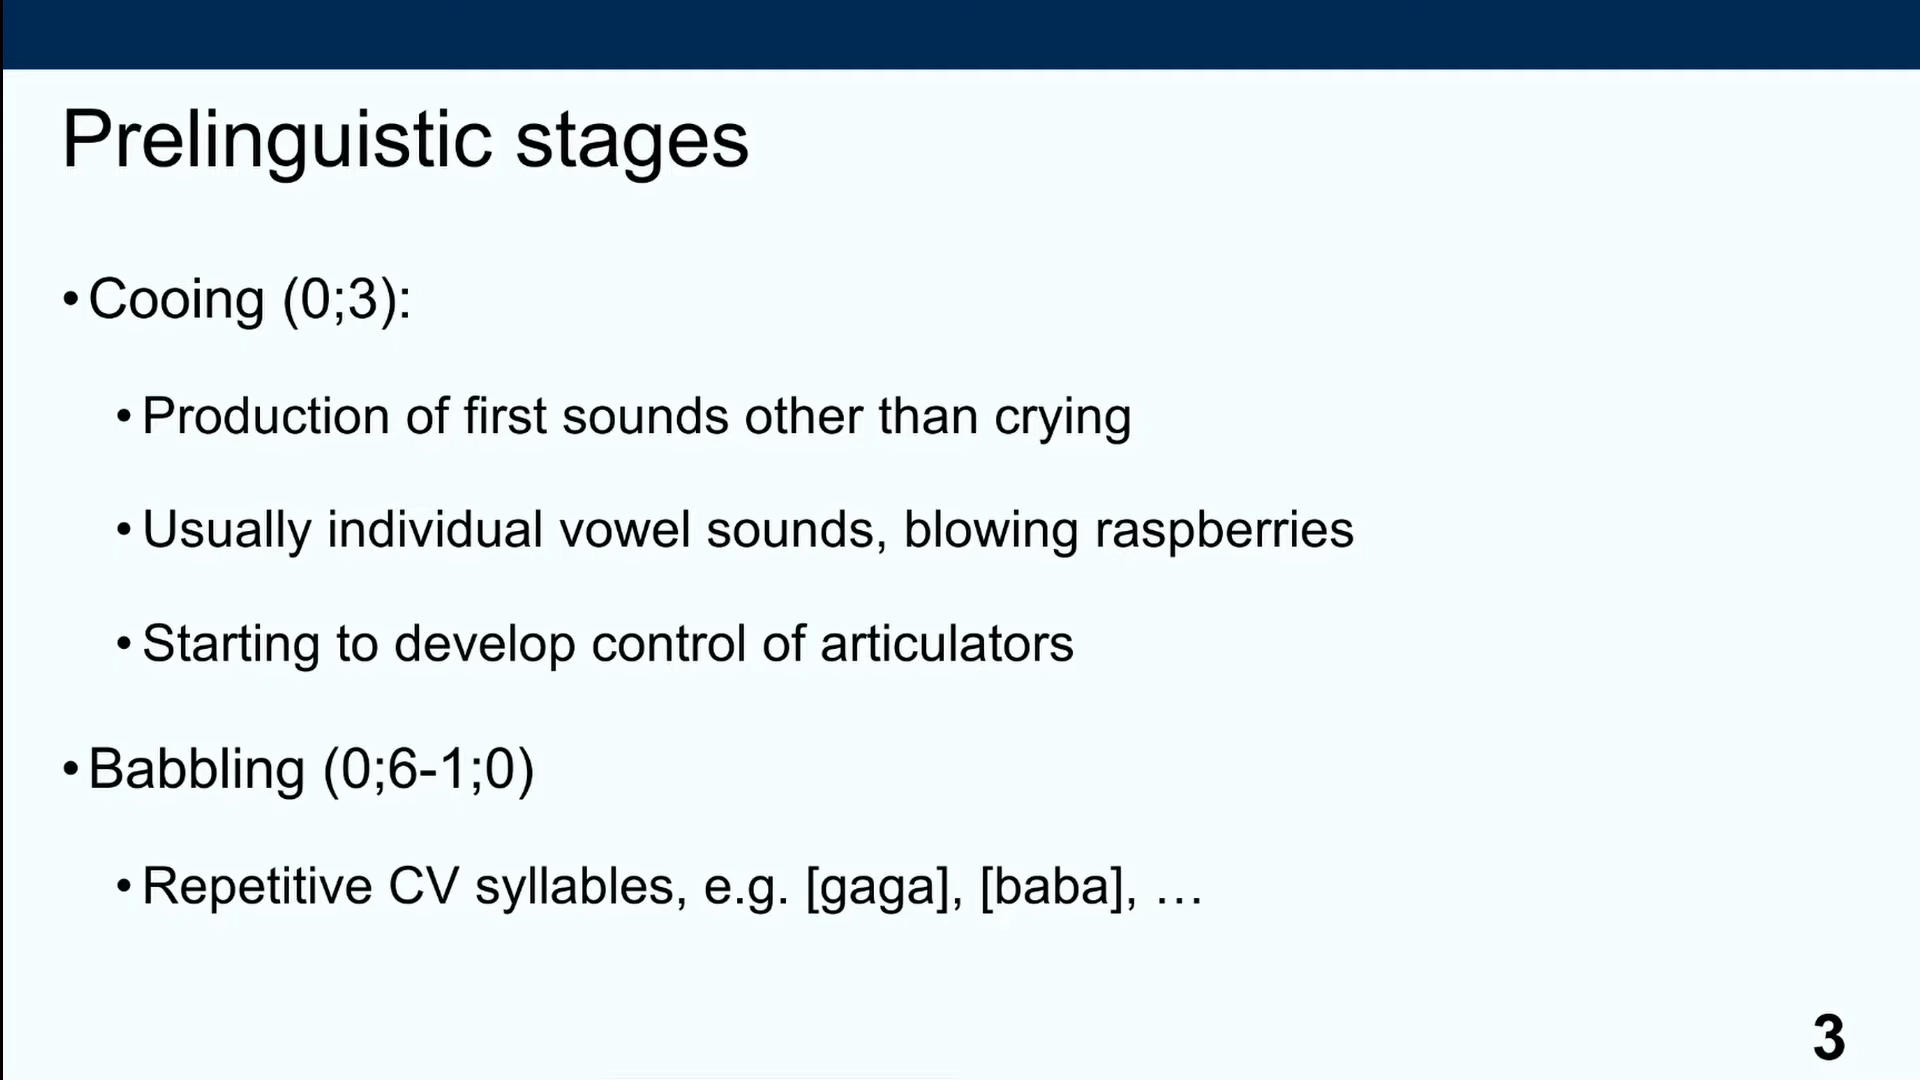 Prelinguistic stages
• Cooing (0;3):
• Production of first sounds other than crying
• Usually individual vowel sounds, blowing raspberries
• Starting to develop control of articulators
• Babbling (0;6-1;0)
• Repetitive CV syllables, e.g. [gaga], [baba], …
3